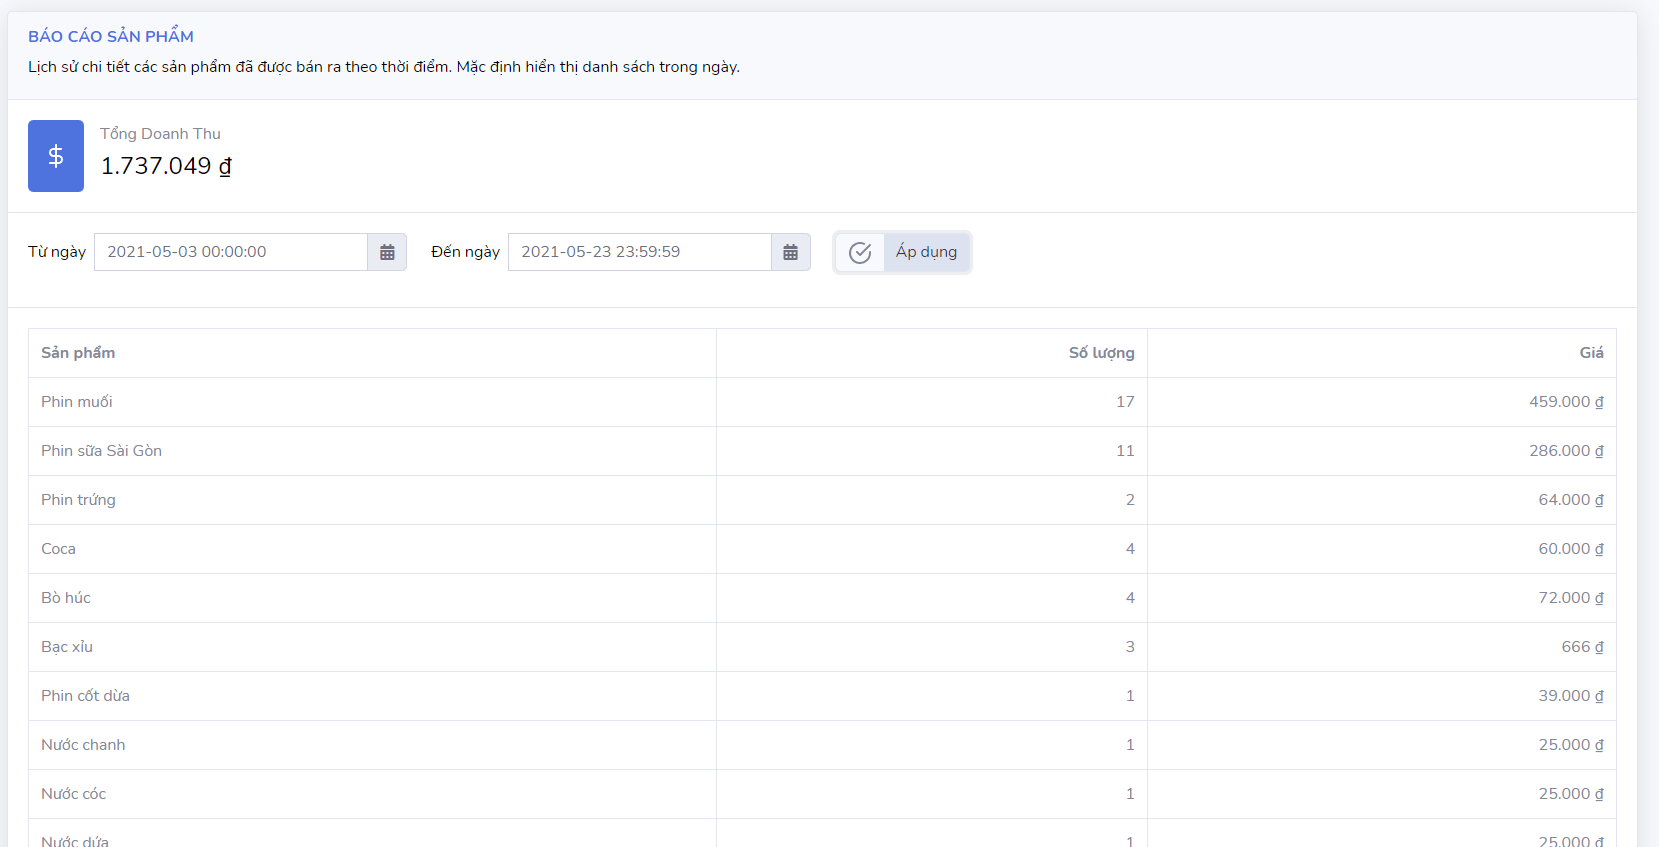 BÁO CÁO SẢN PHẨM
Lịch sử chi tiết các sản phẩm đã được bán ra theo thời điểm. Mặc định hiển thị danh sách trong ngày.
$
Tổng Doanh Thu
1.737.049 ₫
Từ ngày 2021-05-03 00:00:00 Đến ngày 2021-05-23 23:59:59 Áp dụng
Sản phẩm Số lượng Giá
Phin muối 17 459.000 ₫
Phin sữa Sài Gòn 11 286.000 ₫
Phin trứng 2 64.000 ₫
Coca 4 60.000 ₫
Bò húc 4 72.000 ₫
Bạc xỉu 3 666 ₫
Phin cốt dừa 1 39.000 ₫
Nước chanh 1 25.000 ₫
Nước cóc 1 25.000 ₫
Nước dứa 1 25.000 ₫